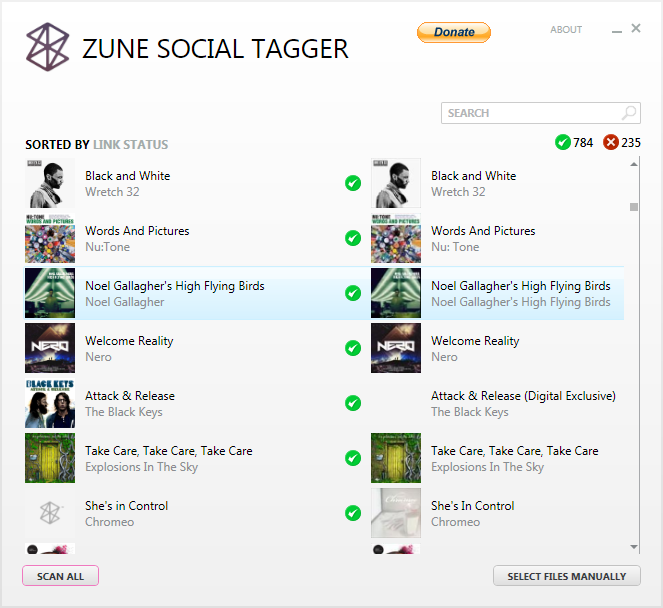 Donate
ABOUT
ZUNE SOCIAL TAGGER
SEARCH
SORTED BY LINK STATUS
784 235
Black and White
Wretch 32
Black and White
Wretch 32
Words And Pictures
Nu:Tone
Words And Pictures
Nu: Tone
Noel Gallagher's High Flying Birds
Noel Gallagher
Noel Gallagher's High Flying Birds
Noel Gallagher's High Flying Birds
NERO
Welcome Reality
Nero
NERO
Welcome Reality
Nero
BLACK KEYS
Attack & Release
The Black Keys
Attack & Release (Digital Exclusive)
The Black Keys
Take Care, Take Care, Take Care
Explosions In The Sky
Take Care, Take Care, Take Care
Explosions In The Sky
She's in Control
Chromeo
She's In Control
Chromeo
SCAN ALL
SELECT FILES MANUALLY